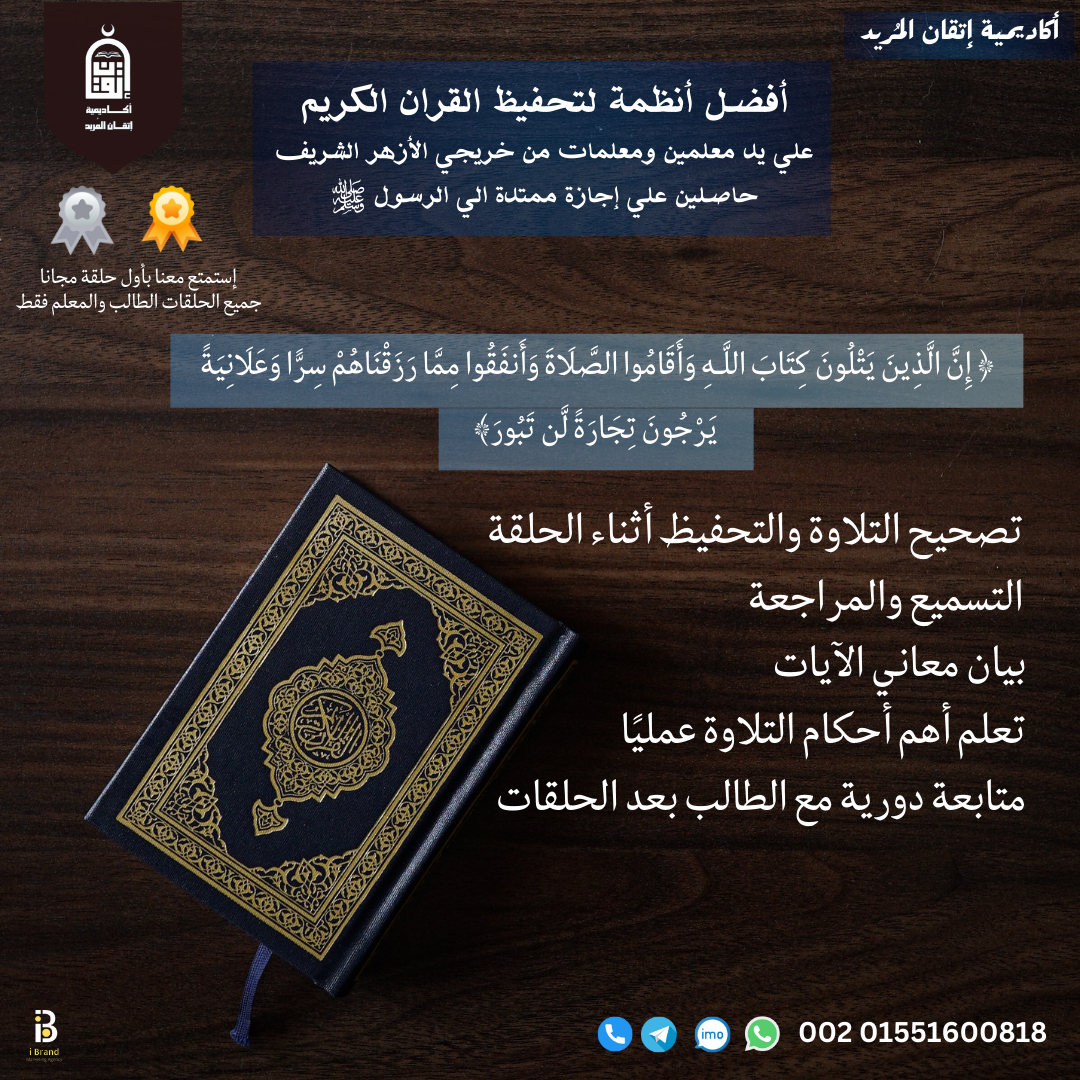 أكاديمية إتقان المُريد
إتقان
أكاديمية
إتقان المريد
أفضل أنظمة لتحفيظ القران الكريم
علي يد معلمين ومعلمات من خريجي الأزهر الشريف
حاصلين علي إجازة ممتدة الي الرسول ﷺ
إستمتع معنا بأول حلقة مجانا
جميع الحلقات الطالب والمعلم فقط
﴿ إِنَّ الَّذِينَ يَتْلُونَ كِتَابَ اللَّـهِ وَأَقَامُوا الصَّلَاةَ وَأَنفَقُوا مِمَّا رَزَقْنَاهُمْ سِرًّا وَعَلَانِيَةً
يَرْجُونَ تِجَارَةً لَّن تَبُورَ﴾
تصحيح التلاوة والتحفيظ أثناء الحلقة
التسميع والمراجعة
بيان معاني الآيات
تعلم أهم أحكام التلاوة عمليًا
متابعة دورية مع الطالب بعد الحلقات
imo
002 01551600818
i Brand
Marketing Agency